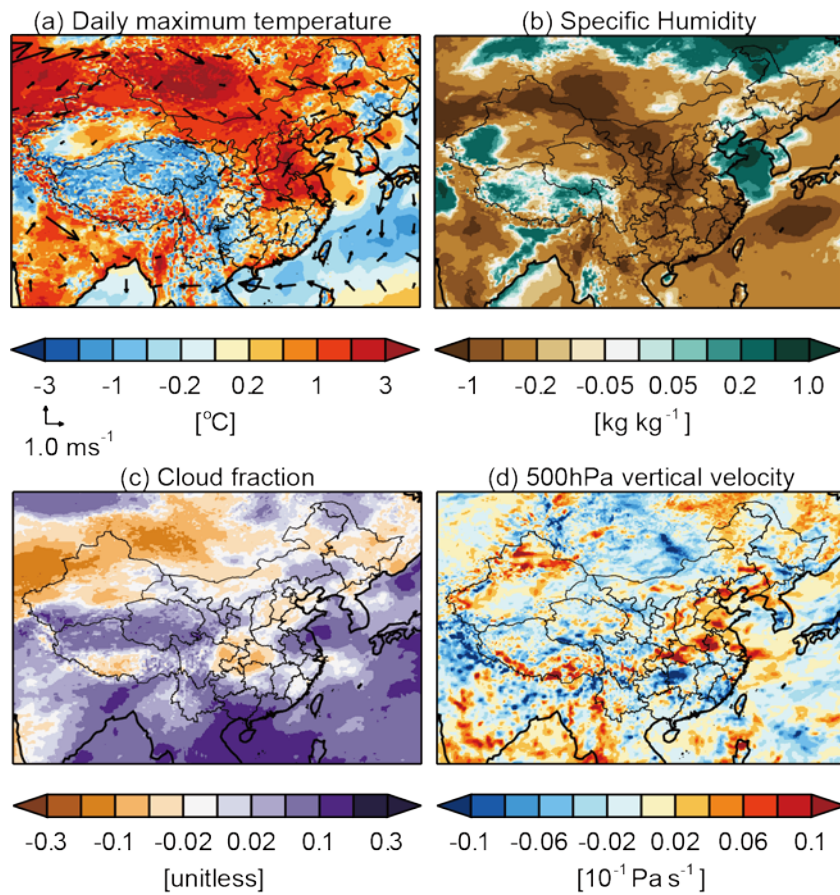 (a) Daily maximum temperature
(b) Specific Humidity
-3 -1 -0.2 0.2 1 3
[°C]
1.0 ms⁻¹
-1 -0.2 -0.05 0.05 0.2 1.0
[kg kg⁻¹]
(c) Cloud fraction
(d) 500hPa vertical velocity
-0.3 -0.1 -0.02 0.02 0.1 0.3
[unitless]
-0.1 -0.06 -0.02 0.02 0.06 0.1
[10⁻¹ Pa s⁻¹]